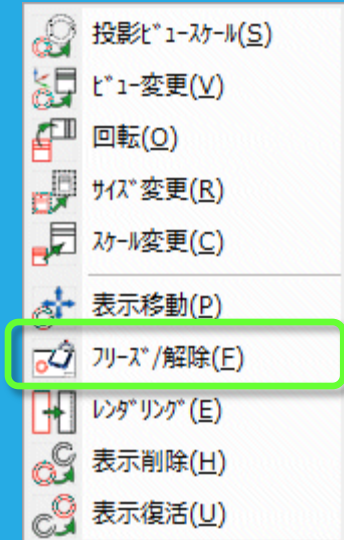 投影ﾋﾞｭｰｽｹｰﾙ(S)
ﾋﾞｭｰ変更(V)
回転(O)
ｻｲｽﾞ変更(R)
ｽｹｰﾙ変更(C)
表示移動(P)
ﾌﾘｰｽﾞ/解除(F)
ﾚﾝﾀﾞﾘﾝｸﾞ(E)
表示削除(H)
表示復活(U)